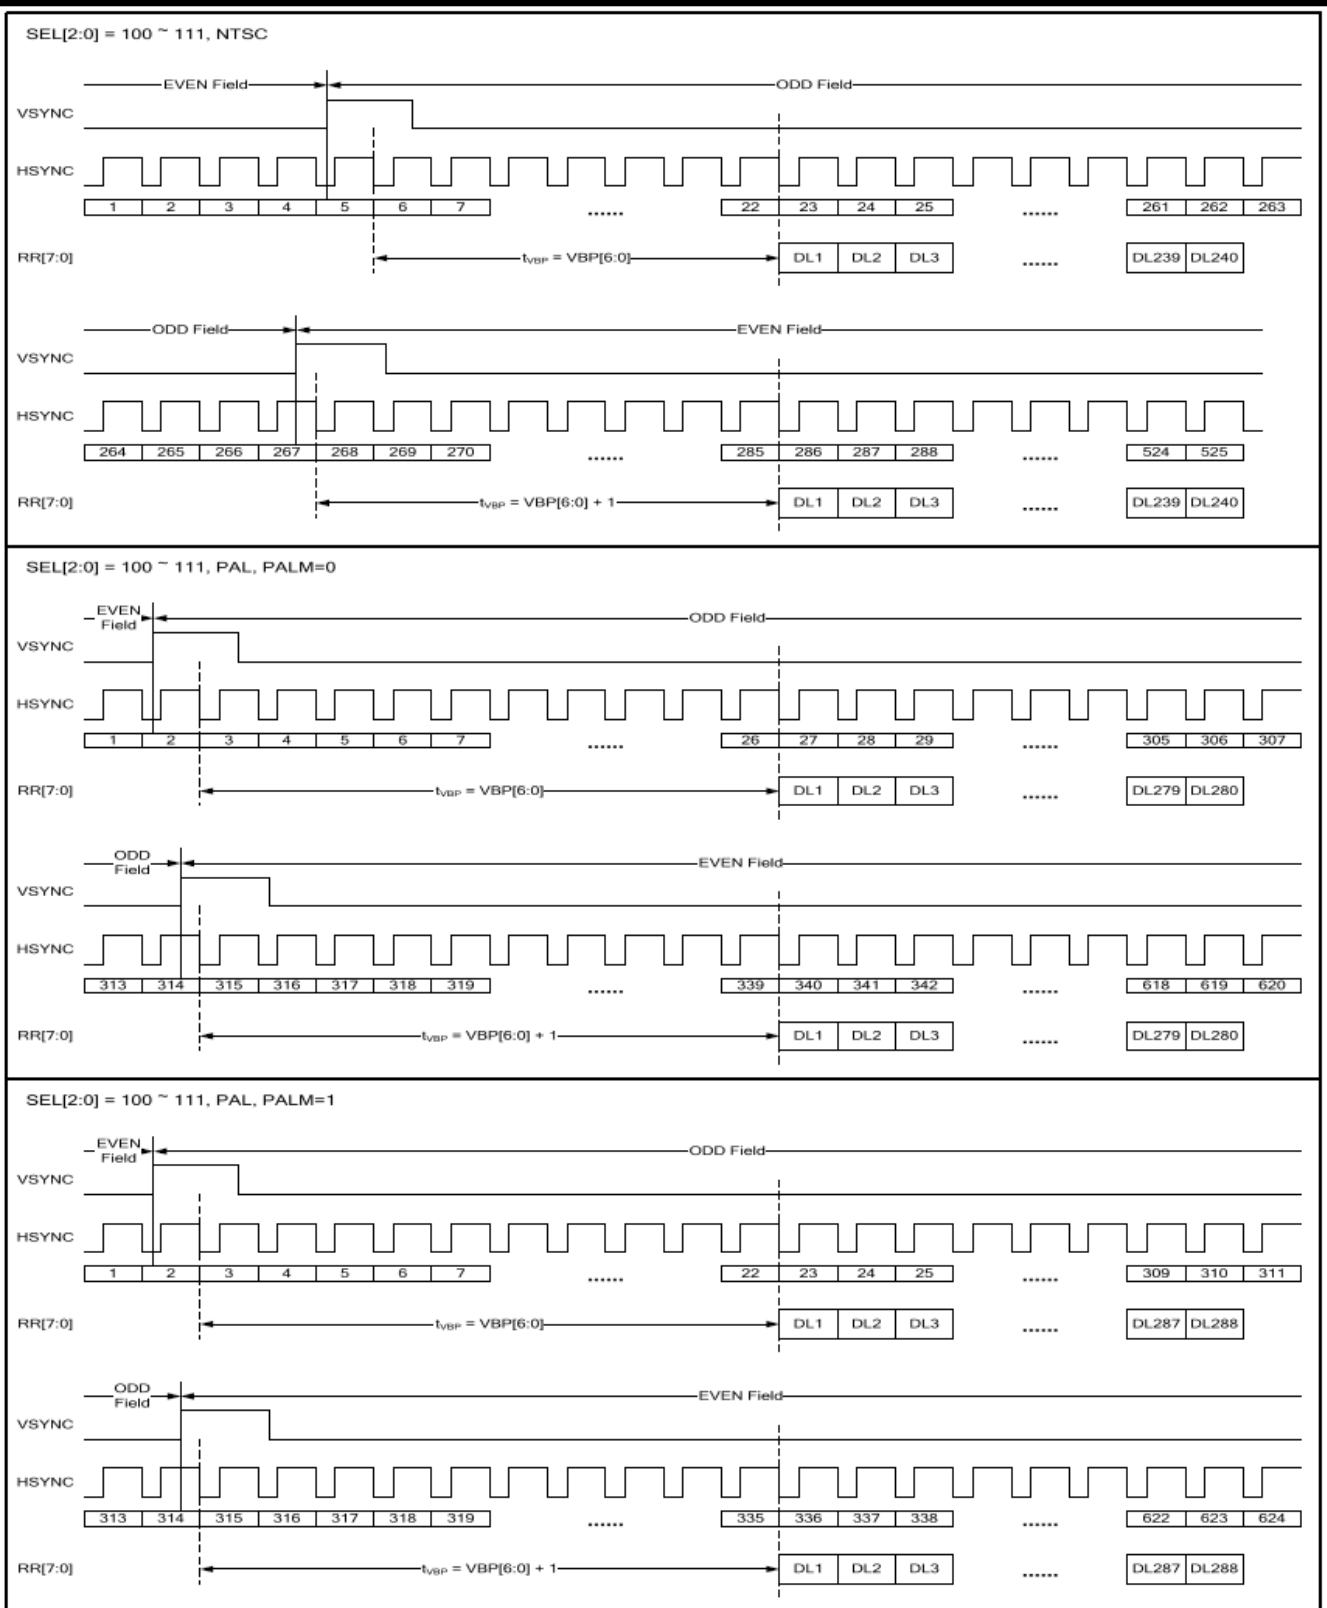 SEL[2:0] = 100 ~ 111, NTSC
EVEN Field ODD Field
VSYNC
HSYNC
1 2 3 4 5 6 7 ...... 22 23 24 25 ...... 261 262 263
RR[7:0] tVBP = VBP[6:0] DL1 DL2 DL3 ...... DL239 DL240
ODD Field EVEN Field
VSYNC
HSYNC
264 265 266 267 268 269 270 ...... 285 286 287 288 ...... 524 525
RR[7:0] tVBP = VBP[6:0] + 1 DL1 DL2 DL3 ...... DL239 DL240
SEL[2:0] = 100 ~ 111, PAL, PALM=0
EVEN Field ODD Field
VSYNC
HSYNC
1 2 3 4 5 6 7 ...... 26 27 28 29 ...... 305 306 307
RR[7:0] tVBP = VBP[6:0] DL1 DL2 DL3 ...... DL279 DL280
ODD Field EVEN Field
VSYNC
HSYNC
313 314 315 316 317 318 319 ...... 339 340 341 342 ...... 618 619 620
RR[7:0] tVBP = VBP[6:0] + 1 DL1 DL2 DL3 ...... DL279 DL280
SEL[2:0] = 100 ~ 111, PAL, PALM=1
EVEN Field ODD Field
VSYNC
HSYNC
1 2 3 4 5 6 7 ...... 22 23 24 25 ...... 309 310 311
RR[7:0] tVBP = VBP[6:0] DL1 DL2 DL3 ...... DL287 DL288
ODD Field EVEN Field
VSYNC
HSYNC
313 314 315 316 317 318 319 ...... 335 336 337 338 ...... 622 623 624
RR[7:0] tVBP = VBP[6:0] + 1 DL1 DL2 DL3 ...... DL287 DL288